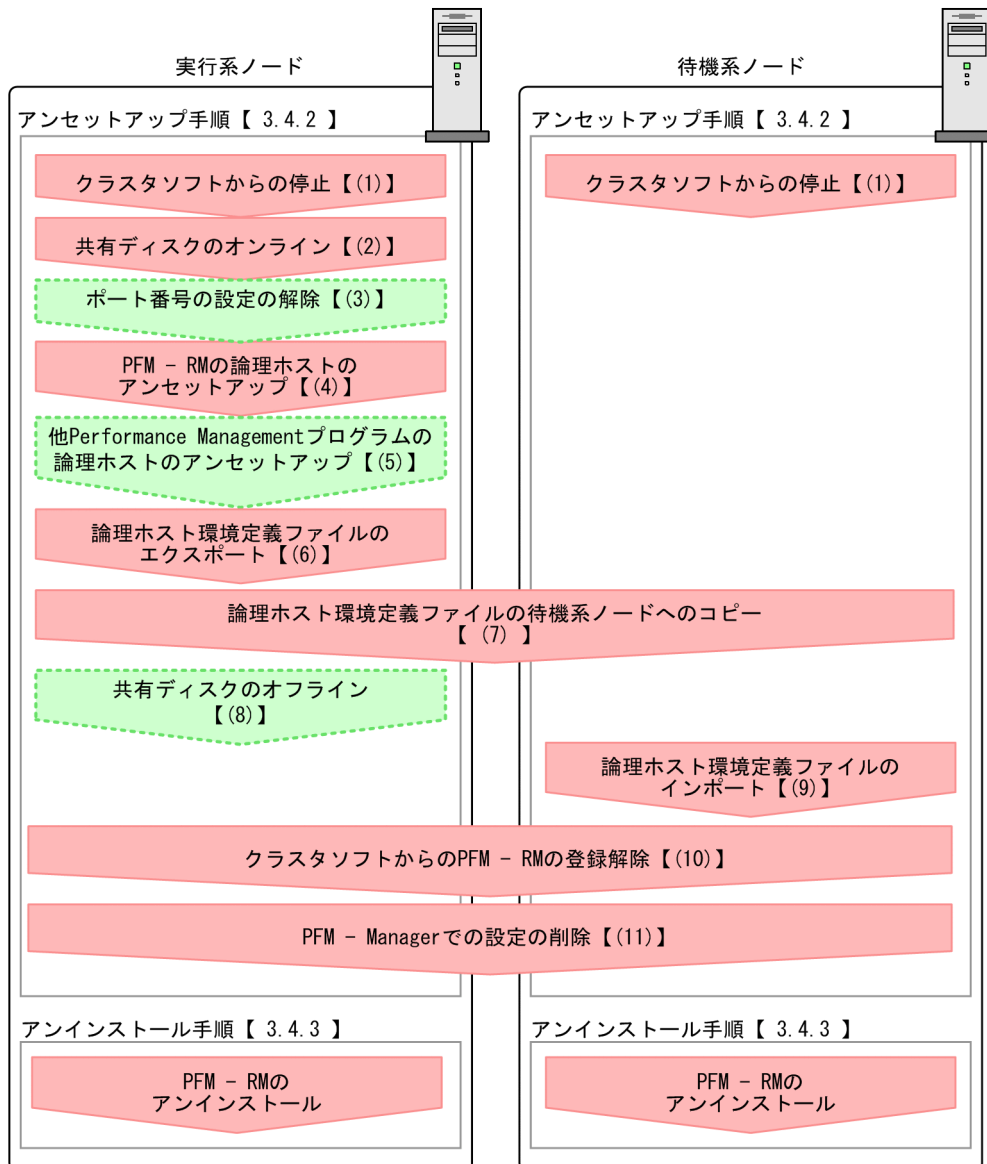 実行系ノード
待機系ノード
アンセットアップ手順【 3.4.2 】
アンセットアップ手順【 3.4.2 】
クラスタソフトからの停止【(1)】
クラスタソフトからの停止【(1)】
共有ディスクのオンライン【(2)】
ポート番号の設定の解除【(3)】
PFM - RMの論理ホストの
アンセットアップ【(4)】
他Performance Managementプログラムの
論理ホストのアンセットアップ【(5)】
論理ホスト環境定義ファイルの
エクスポート【(6)】
論理ホスト環境定義ファイルの待機系ノードへのコピー
【 (7) 】
共有ディスクのオフライン
【(8)】
論理ホスト環境定義ファイルの
インポート【(9)】
クラスタソフトからのPFM - RMの登録解除【(10)】
PFM - Managerでの設定の削除【(11)】
アンインストール手順【 3.4.3 】
アンインストール手順【 3.4.3 】
PFM - RMの
アンインストール
PFM - RMの
アンインストール